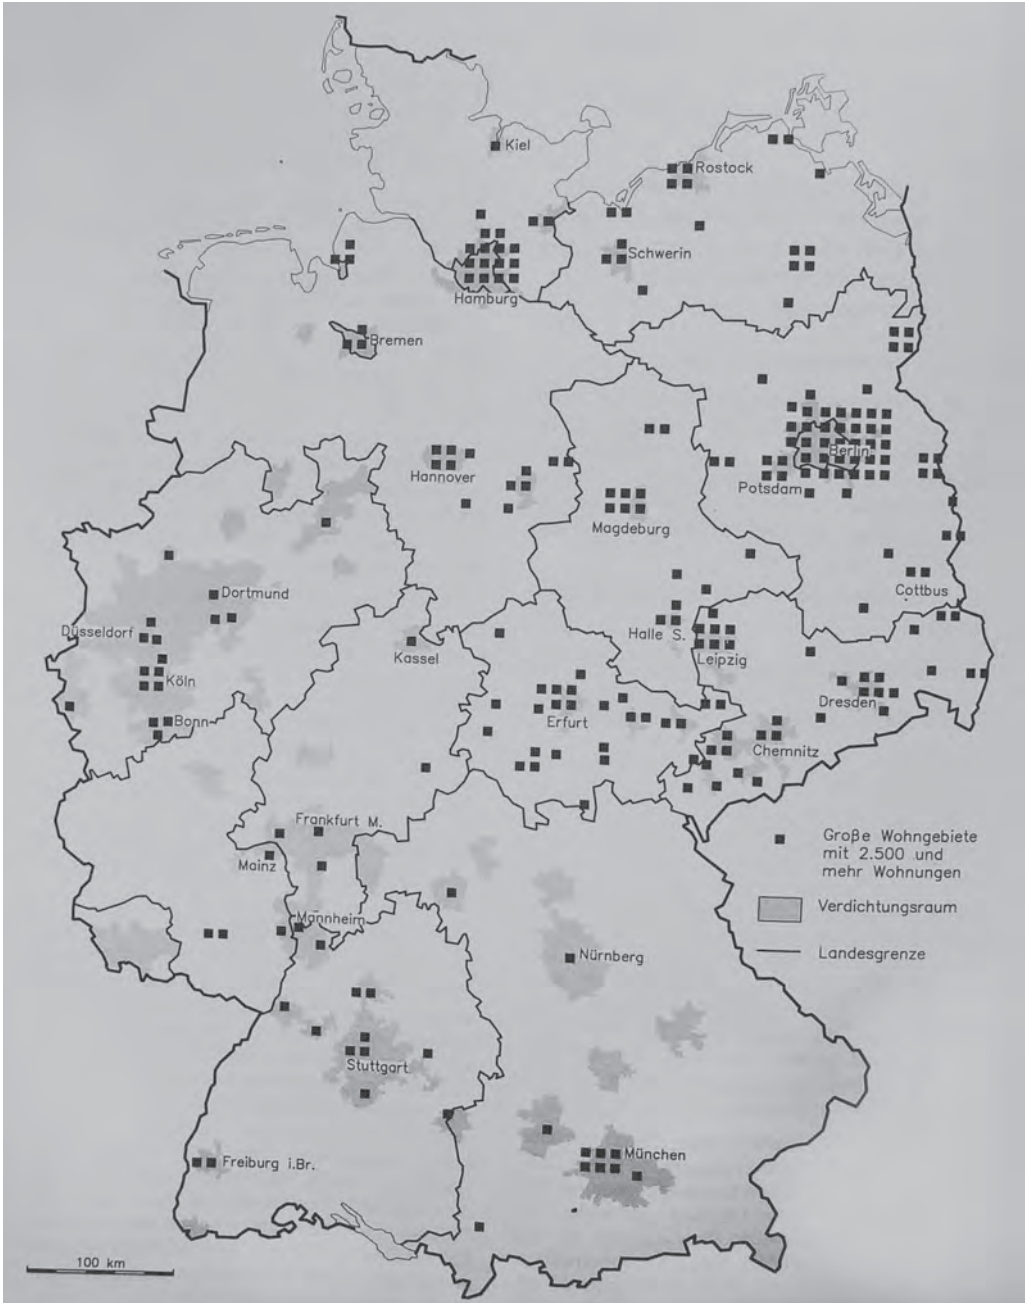 Kiel
Rostock
Schwerin
Hamburg
Bremen
Berlin
Hannover
Potsdam
Magdeburg
Dortmund
Cottbus
Düsseldorf
Halle S.
Kassel
Leipzig
Köln
Dresden
Bonn
Erfurt
Chemnitz
Frankfurt M.
Mainz
Große Wohngebiete
mit 2.500 und
mehr Wohnungen
Verdichtungsraum
Mannheim
Landesgrenze
Nürnberg
Stuttgart
München
Freiburg i.Br.
100 km